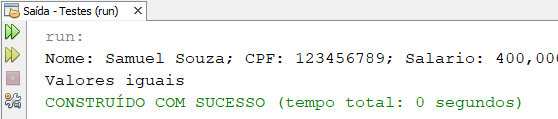 Saída - Testes (run)
run:
Nome: Samuel Souza; CPF: 123456789; Salario: 400,000
Valores iguais
CONSTRUÍDO COM SUCESSO (tempo total: 0 segundos)